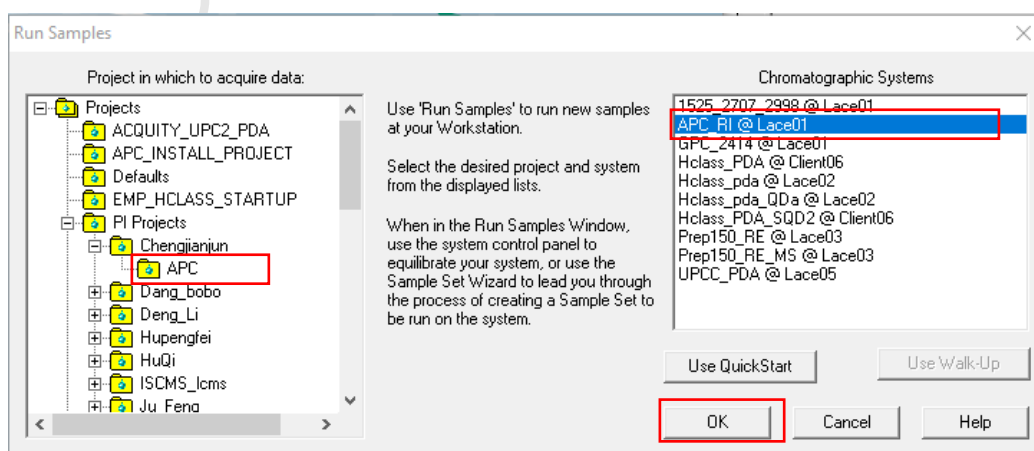 Run Samples
Project in which to acquire data:
Projects
ACQUITY_UPC2_PDA
APC_INSTALL_PROJECT
Defaults
EMP_HCLASS_STARTUP
PI Projects
Chengjianjun
APC
Dang_bobo
Deng_Li
Hupengfei
HuQi
ISCMS_lcms
Ju_Feng
Use 'Run Samples' to run new samples
at your Workstation.
Select the desired project and system
from the displayed lists.
When in the Run Samples Window,
use the system control panel to
equilibrate your system, or use the
Sample Set Wizard to lead you through
the process of creating a Sample Set to
be run on the system.
Chromatographic Systems
1525_2707_2998 @ Lace01
APC_RI @ Lace01
GPC_2414 @ Lace01
Hclass_PDA @ Client06
Hclass_pda @ Lace02
Hclass_pda_QDa @ Lace02
Hclass_PDA_SQD2 @ Client06
Prep150_RE @ Lace03
Prep150_RE_MS @ Lace03
UPCC_PDA @ Lace05
Use QuickStart
Use Walk-Up
OK
Cancel
Help